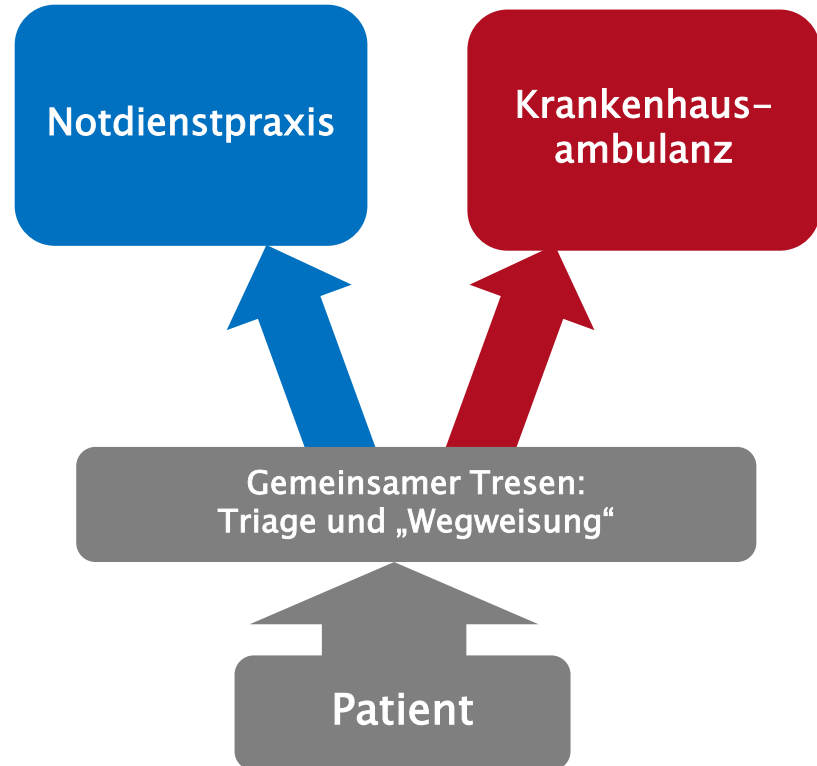 Notdienstpraxis
Krankenhaus-
ambulanz
Gemeinsamer Tresen:
Triage und „Wegweisung“
Patient